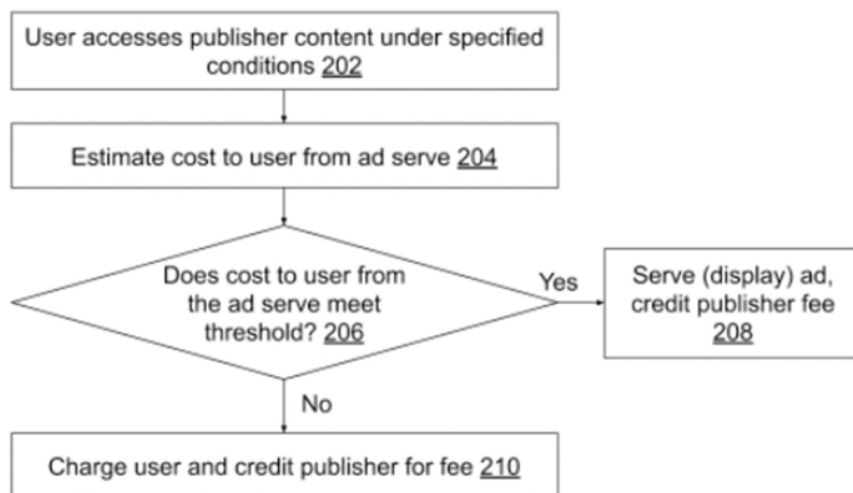 User accesses publisher content under specified
conditions 202
Estimate cost to user from ad serve 204
Does cost to user from
the ad serve meet
threshold? 206
Yes
Serve (display) ad,
credit publisher fee
208
No
Charge user and credit publisher for fee 210